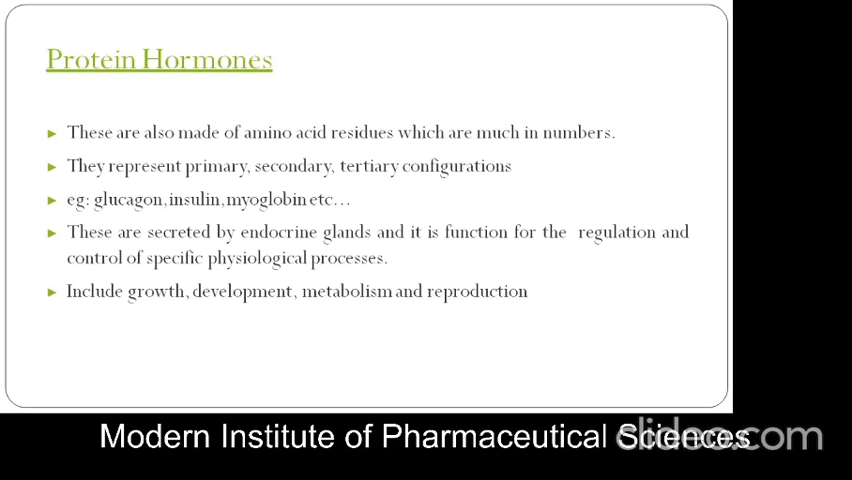 Protein Hormones
► These are also made of amino acid residues which are much in numbers.
► They represent primary, secondary, tertiary configurations
► eg: glucagon, insulin, myoglobin etc...
► These are secreted by endocrine glands and it is function for the regulation and
control of specific physiological processes.
► Include growth, development, metabolism and reproduction
Modern Institute of Pharmaceutical Sciences
clideo.com